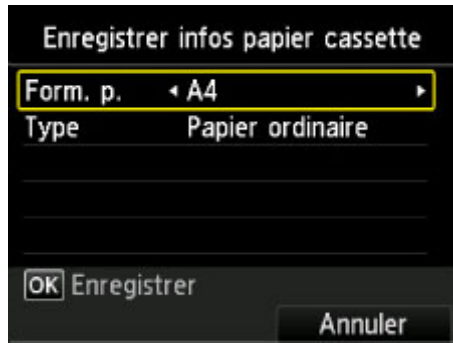 Enregistrer infos papier cassette
Form. p. A4
Type Papier ordinaire
OK Enregistrer
Annuler